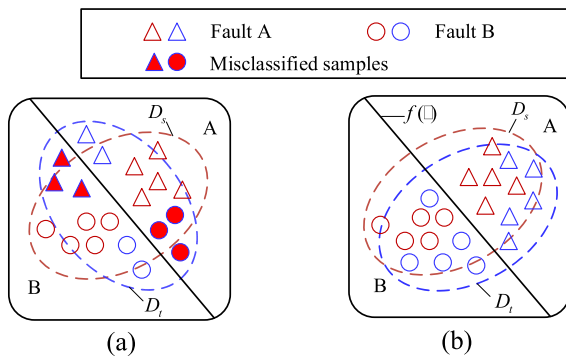 Fault A
Fault B
Misclassified samples
D_s
A
B
D_t
(a)
f(□)
D_s
A
B
D_t
(b)